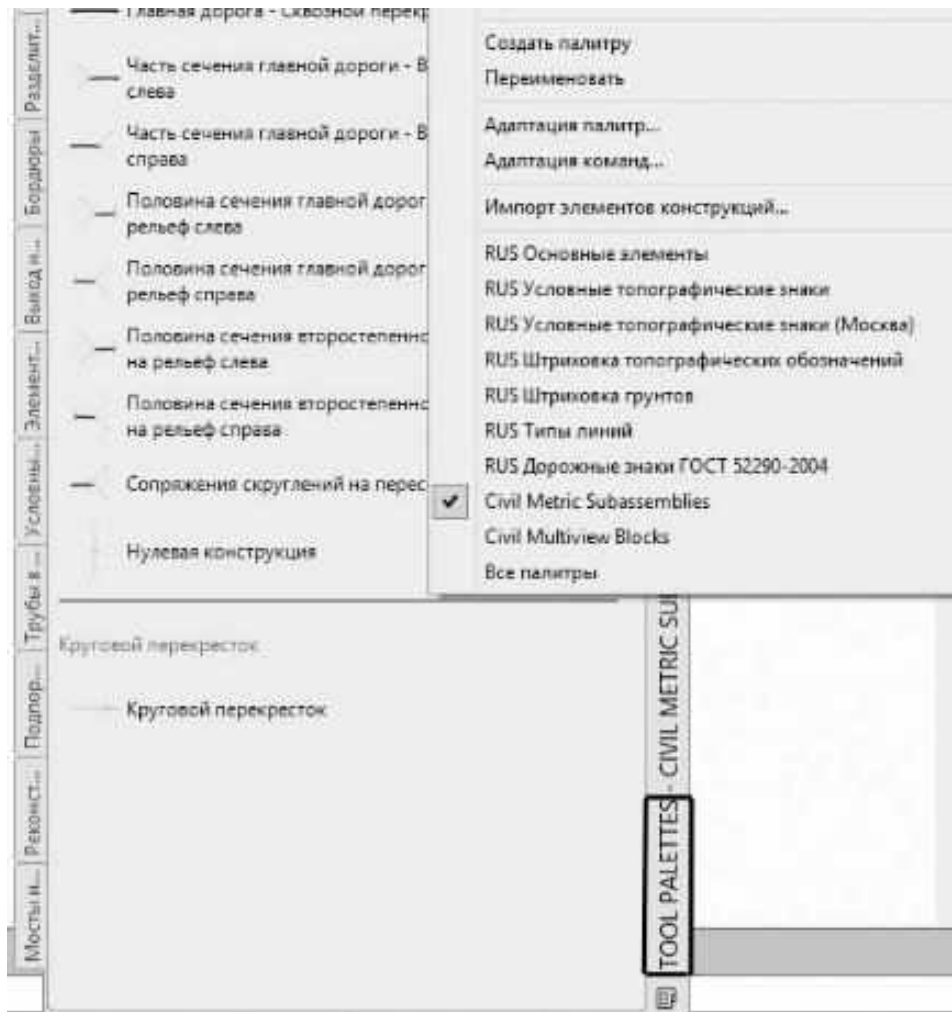 Главная дорога - Сквозной перекр
Часть сечения главной дороги - В
слева
Часть сечения главной дороги - В
справа
Половина сечения главной дорог
рельеф слева
Половина сечения главной дорог
рельеф справа
Половина сечения второстепенно
на рельеф слева
Половина сечения второстепенно
на рельеф справа
Сопряжения скруглений на перес
Нулевая конструкция
Круговой перекресток
Круговой перекресток
Создать палитру
Переименовать
Адаптация палитр...
Адаптация команд...
Импорт элементов конструкций...
RUS Основные элементы
RUS Условные топографические знаки
RUS Условные топографические знаки (Москва)
RUS Штриховка топографических обозначений
RUS Штриховка грунтов
RUS Типы линий
RUS Дорожные знаки ГОСТ 52290-2004
Civil Metric Subassemblies
Civil Multiview Blocks
Все палитры
Разделит...
Бордюры
Выход н...
Элемент...
Условны...
Трубы в ...
Подпор...
Реконст...
Мосты и...
TOOL PALETTES - CIVIL METRIC SU